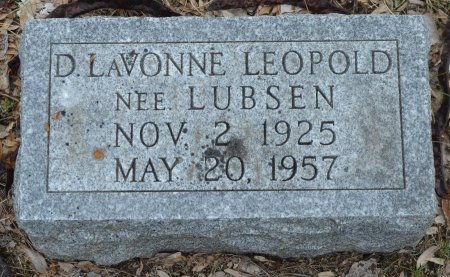 D. LaVONNE LEOPOLD
NEE. LUBSEN
NOV 2 1925
MAY 20, 1957